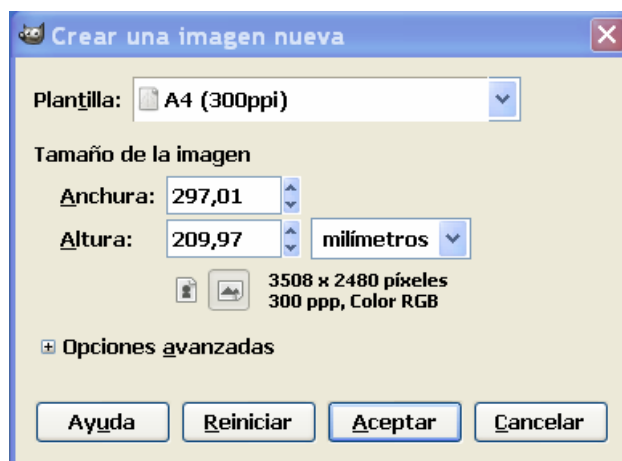 Crear una imagen nueva
Plantilla: A4 (300ppi)
Tamaño de la imagen
Anchura: 297,01
Altura: 209,97 milímetros
3508 x 2480 píxeles
300 ppp, Color RGB
Opciones avanzadas
Ayuda Reiniciar Aceptar Cancelar